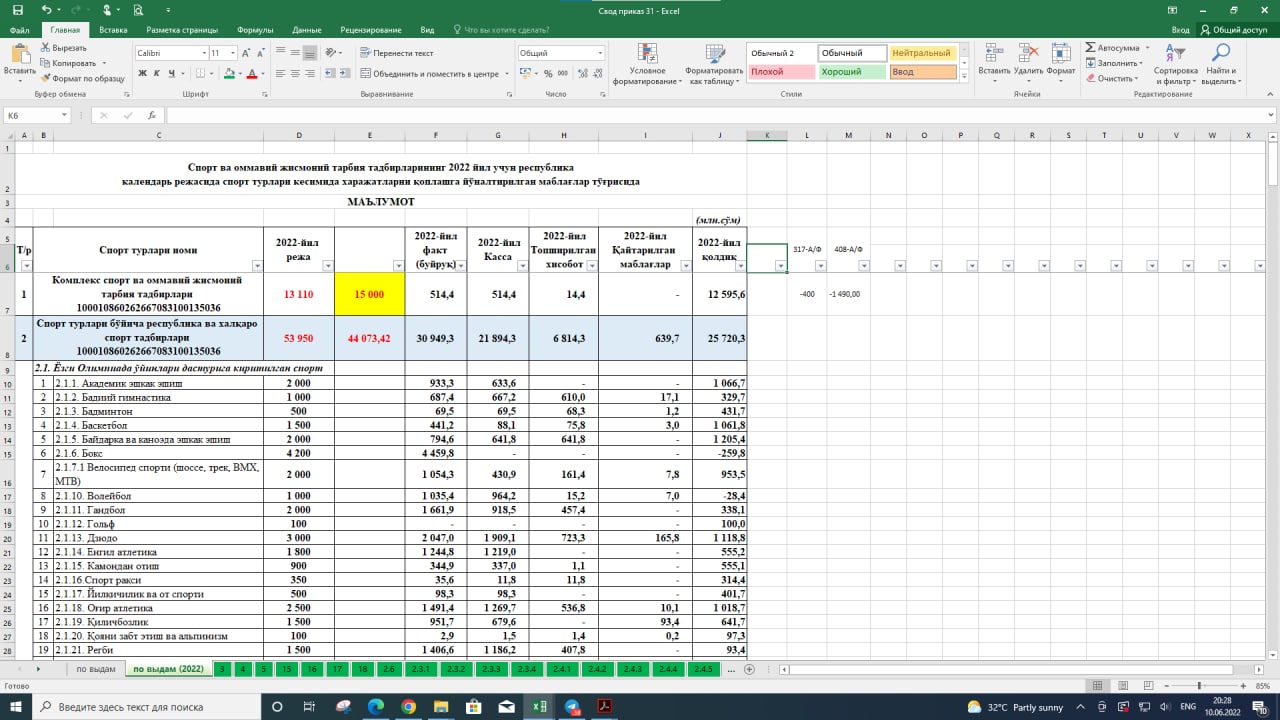 Свод приказ 31 - Excel
Файл Главная Вставка Разметка страницы Формулы Данные Рецензирование Вид Что вы хотите сделать? Вход Общий доступ
Вставить Вырезать Копировать Формат по образцу
Calibri 11
Ж К Ч
Перенести текст
Объединить и поместить в центре
Общий
Условное форматирование Форматировать как таблицу
Обычный 2 Обычный Нейтральный
Плохой Хороший Ввод
Вставить Удалить Формат
Автосумма
Заполнить
Очистить
Сортировка и фильтр Найти и выделить
Буфер обмена Шрифт Выравнивание Число Стили Ячейки Редактирование
K6 fx
A B C D E F G H I J K L M N O P Q R S T U V W X
Спорт ва оммавий жисмоний тарбия тадбирларининг 2022 йил учун республика
календарь режасида спорт турлари кесимида харажатларни қоплашга йўналтирилган маблағлар тўғрисида
МАЪЛУМОТ
(млн.сўм)
Т/р Спорт турлари номи 2022-йил режа 2022-йил факт (буйруқ) 2022-йил Касса 2022-йил Топширилган хисобот 2022-йил Қайтарилган маблағлар 2022-йил қолдиқ 317-А/Ф 408-А/Ф
1 Комплекс спорт ва оммавий жисмоний тарбия тадбирлари 100010860262667083100135036 13 110 15 000 514,4 514,4 14,4 - 12 595,6 -400 -1 490,00
2 Спорт турлари бўйича республика ва халқаро спорт тадбирлари 100010860262667083100135036 53 950 44 073,42 30 949,3 21 894,3 6 814,3 639,7 25 720,3
2.1. Ёзги Олимпиада ўйинлари дастурига киритилган спорт
1 2.1.1. Академик эшкак эшиш 2 000 933,3 633,6 - - 1 066,7
2 2.1.2. Бадиий гимнастика 1 000 687,4 667,2 610,0 17,1 329,7
3 2.1.3. Бадминтон 500 69,5 69,5 68,3 1,2 431,7
4 2.1.4. Баскетбол 1 500 441,2 88,1 75,8 3,0 1 061,8
5 2.1.5. Байдарка ва каноэда эшкак эшиш 2 000 794,6 641,8 641,8 - 1 205,4
6 2.1.6. Бокс 4 200 4 459,8 - - - -259,8
7 2.1.7.1 Велосипед спорти (шоссе, трек, BMX, MTB) 2 000 1 054,3 430,9 161,4 7,8 953,5
8 2.1.10. Волейбол 1 000 1 035,4 964,2 15,2 7,0 -28,4
9 2.1.11. Гандбол 2 000 1 661,9 918,5 457,4 - 338,1
10 2.1.12. Гольф 100 - - - - 100,0
11 2.1.13. Дзюдо 3 000 2 047,0 1 909,1 723,3 165,8 1 118,8
12 2.1.14. Енгил атлетика 1 800 1 244,8 1 219,0 - - 555,2
13 2.1.15. Камондан отиш 900 344,9 337,0 1,1 - 555,1
14 2.1.16.Спорт рақси 350 35,6 11,8 11,8 - 314,4
15 2.1.17. Йилқичилик ва от спорти 500 98,3 98,3 - - 401,7
16 2.1.18. Оғир атлетика 2 500 1 491,4 1 269,7 536,8 10,1 1 018,7
17 2.1.19. Қиличбозлик 1 500 951,7 679,6 - 93,4 641,7
18 2.1.20. Қояни забт этиш ва альпинизм 100 2,9 1,5 1,4 0,2 97,3
19 2.1.21. Регби 1 500 1 406,6 1 186,2 407,8 - 93,4
по выдам по выдам (2022) 3 4 5 15 16 17 18 2.6 2.3.1 2.3.2 2.3.3 2.3.4 2.4.1 2.4.2 2.4.3 2.4.4 2.4.5 ...
Готово 85%
Введите здесь текст для поиска 32°C Partly sunny ENG 20:28
10.06.2022